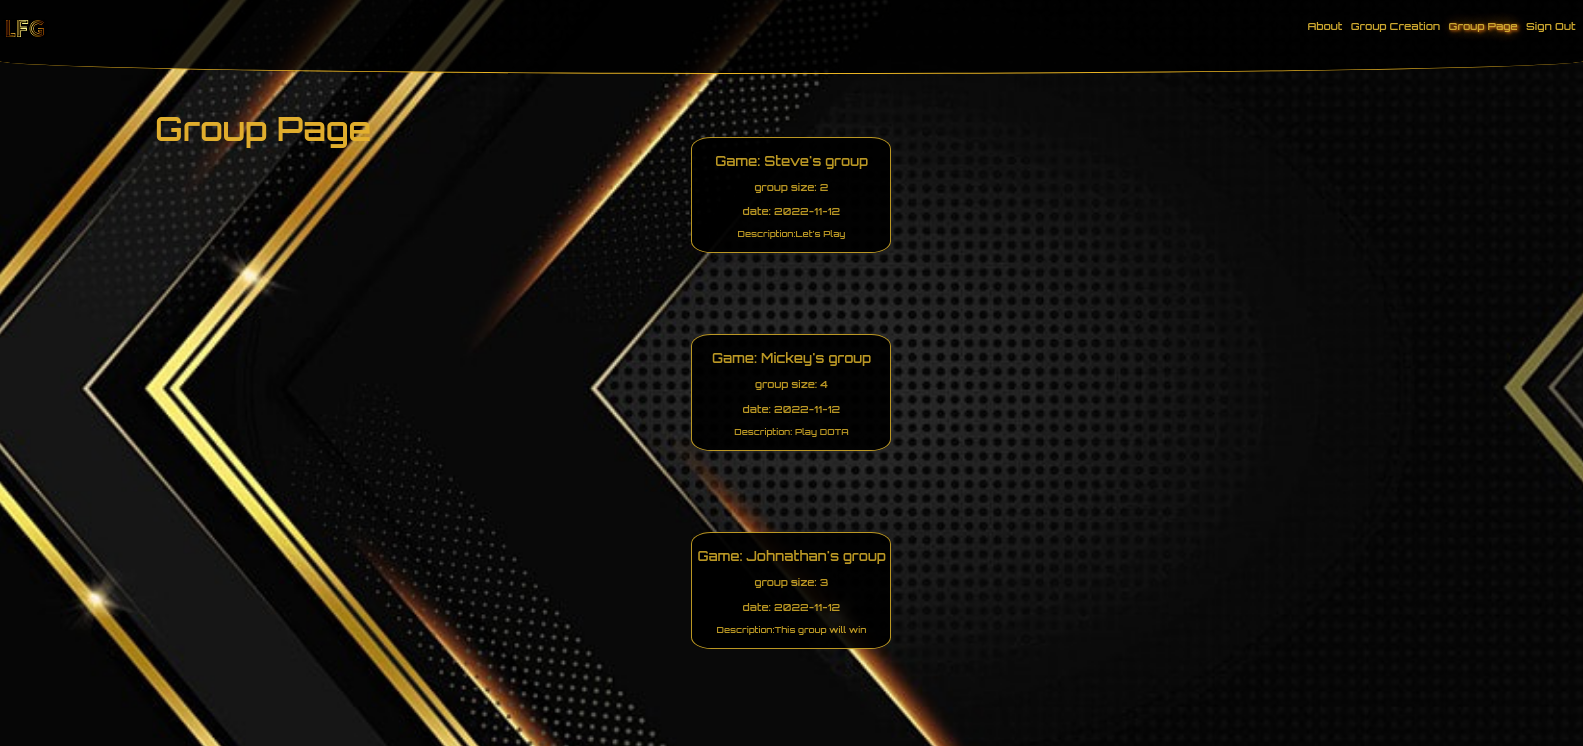 LFG
About Group Creation Group Page Sign Out
Group Page
Game: Steve's group
group size: 2
date: 2022-11-12
Description:Let's Play
Game: Mickey's group
group size: 4
date: 2022-11-12
Description: Play DOTA
Game: Johnathan's group
group size: 3
date: 2022-11-12
Description:This group will win